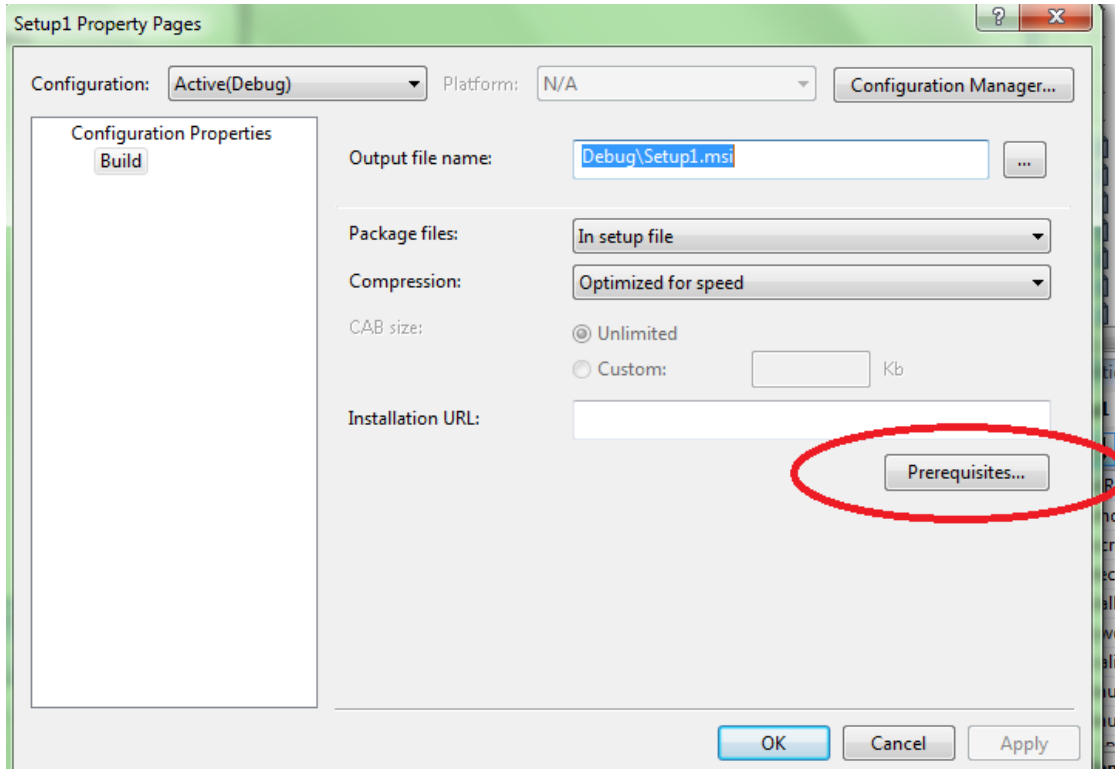 Setup1 Property Pages
?
x
Configuration: Active(Debug) Platform: N/A Configuration Manager...
Configuration Properties
Build
Output file name: Debug\Setup1.msi ...
Package files: In setup file
Compression: Optimized for speed
CAB size: Unlimited
Custom: Kb
Installation URL:
Prerequisites...
OK Cancel Apply